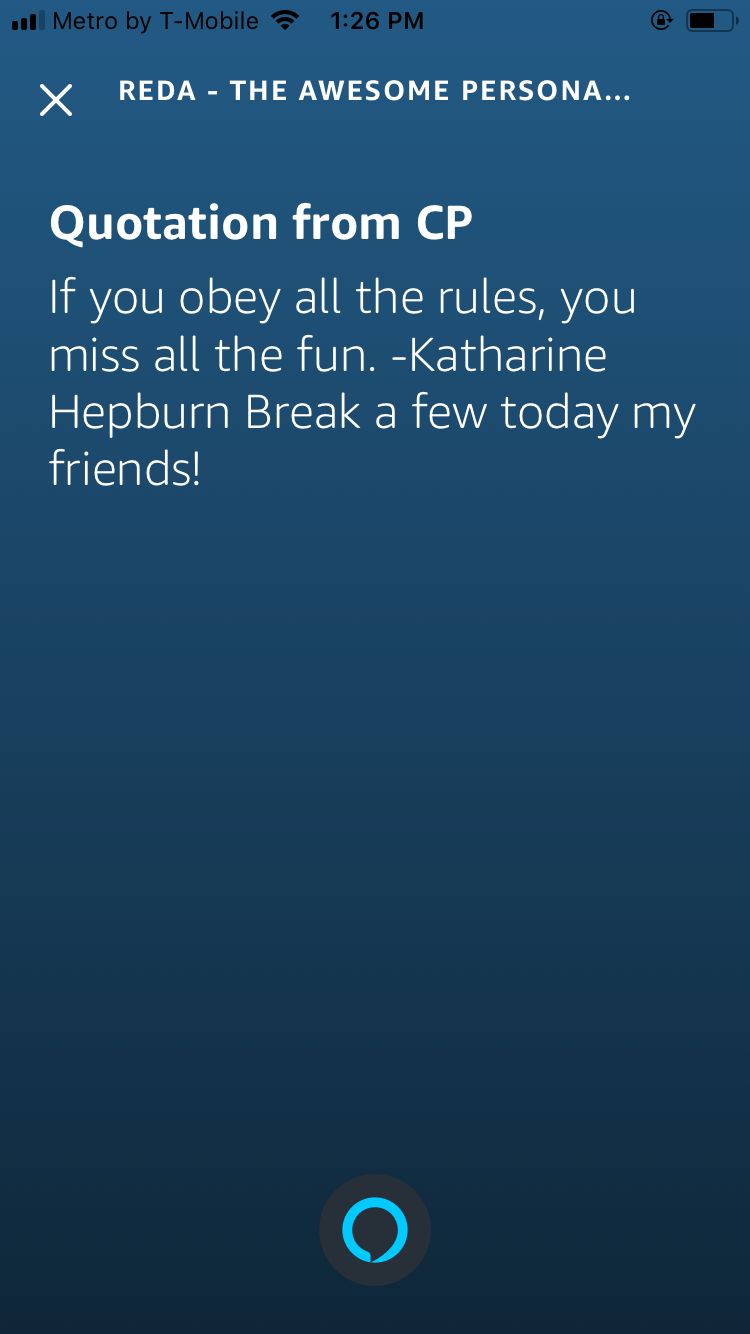 Metro by T-Mobile 1:26 PM
REDA - THE AWESOME PERSONA...
Quotation from CP
If you obey all the rules, you
miss all the fun. -Katharine
Hepburn Break a few today my
friends!